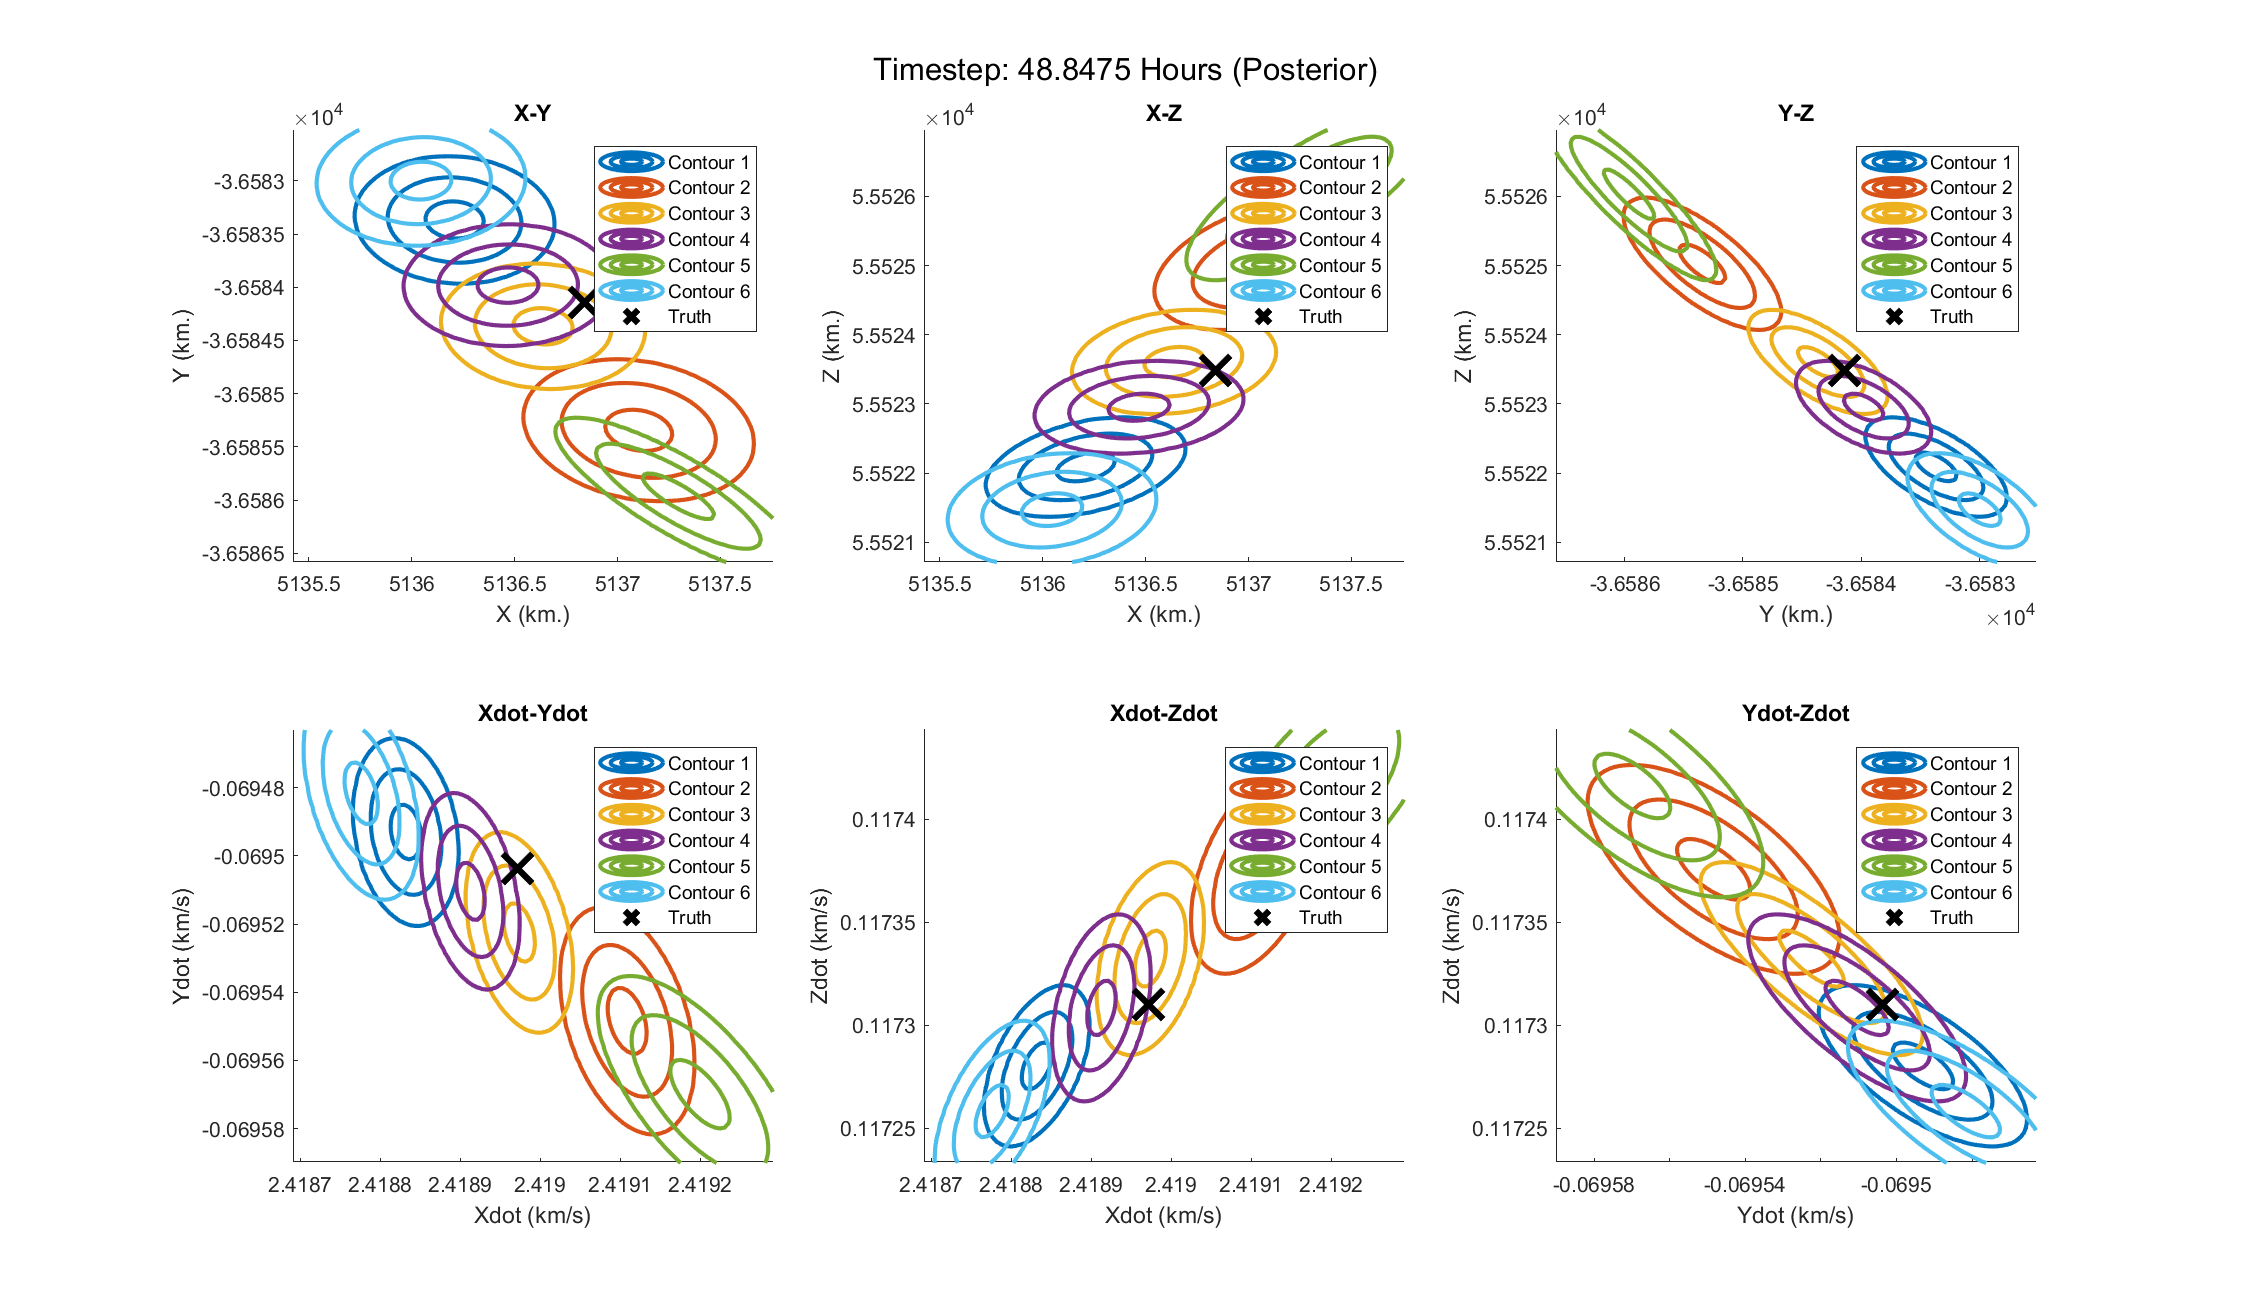 Timestep: 48.8475 Hours (Posterior)
X-Y
×10^4
-3.6583
-3.65835
-3.6584
-3.65845
-3.6585
-3.65855
-3.6586
-3.65865
Y (km.)
5135.5 5136 5136.5 5137 5137.5
X (km.)
Contour 1
Contour 2
Contour 3
Contour 4
Contour 5
Contour 6
Truth
X-Z
×10^4
5.5526
5.5525
5.5524
5.5523
5.5522
5.5521
Z (km.)
5135.5 5136 5136.5 5137 5137.5
X (km.)
Contour 1
Contour 2
Contour 3
Contour 4
Contour 5
Contour 6
Truth
Y-Z
×10^4
5.5526
5.5525
5.5524
5.5523
5.5522
5.5521
Z (km.)
-3.6586 -3.6585 -3.6584 -3.6583
×10^4
Y (km.)
Contour 1
Contour 2
Contour 3
Contour 4
Contour 5
Contour 6
Truth
Xdot-Ydot
-0.06948
-0.0695
-0.06952
-0.06954
-0.06956
-0.06958
Ydot (km/s)
2.4187 2.4188 2.4189 2.419 2.4191 2.4192
Xdot (km/s)
Contour 1
Contour 2
Contour 3
Contour 4
Contour 5
Contour 6
Truth
Xdot-Zdot
0.1174
0.11735
0.1173
0.11725
Zdot (km/s)
2.4187 2.4188 2.4189 2.419 2.4191 2.4192
Xdot (km/s)
Contour 1
Contour 2
Contour 3
Contour 4
Contour 5
Contour 6
Truth
Ydot-Zdot
0.1174
0.11735
0.1173
0.11725
Zdot (km/s)
-0.06958 -0.06954 -0.0695
Ydot (km/s)
Contour 1
Contour 2
Contour 3
Contour 4
Contour 5
Contour 6
Truth